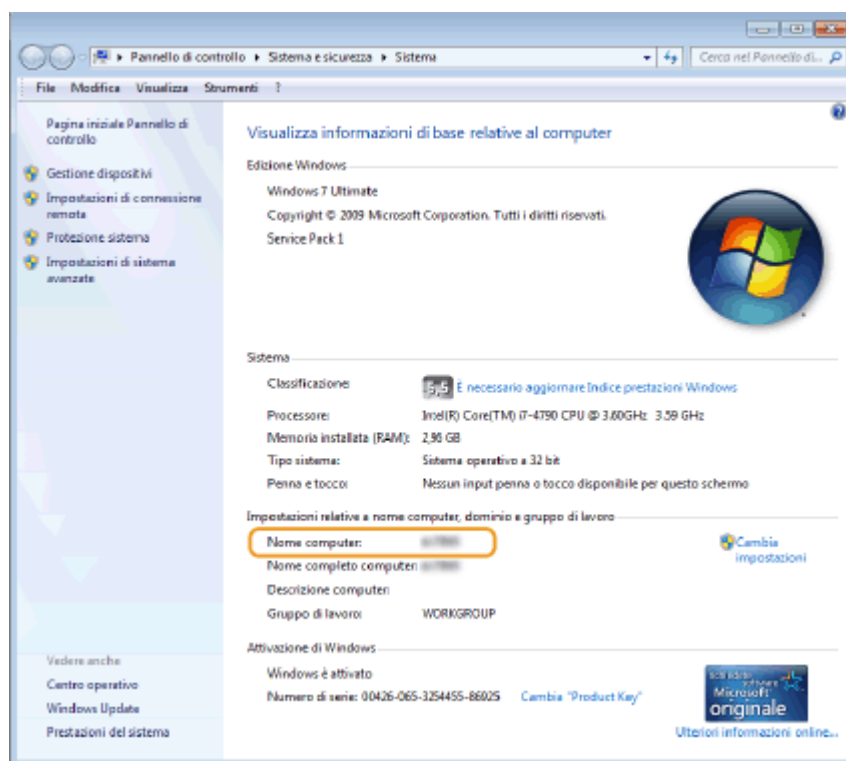 Pannello di controllo Sistema e sicurezza Sistema
Cerca nel Pannello di...
File Modifica Visualizza Strumenti ?
Pagina iniziale Pannello di
controllo
Gestione dispositivi
Impostazioni di connessione
remota
Protezione sistema
Impostazioni di sistema
avanzate
Visualizza informazioni di base relative al computer
Edizione Windows
Windows 7 Ultimate
Copyright © 2009 Microsoft Corporation. Tutti i diritti riservati.
Service Pack 1
Sistema
Classificazione:
5,5 È necessario aggiornare Indice prestazioni Windows
Processore: Intel(R) Core(TM) i7-4790 CPU @ 3.60GHz 3.59 GHz
Memoria installata (RAM): 2,96 GB
Tipo sistema: Sistema operativo a 32 bit
Penna e tocco: Nessun input penna o tocco disponibile per questo schermo
Impostazioni relative a nome computer, dominio e gruppo di lavoro
Nome computer:
Cambia
impostazioni
Nome completo computer:
Descrizione computer:
Gruppo di lavoro: WORKGROUP
Attivazione di Windows
Windows è attivato
Numero di serie: 00426-065-3254455-86925 Cambia "Product Key"
software
Microsoft
originale
Ulteriori informazioni online...
Vedere anche
Centro operativo
Windows Update
Prestazioni del sistema